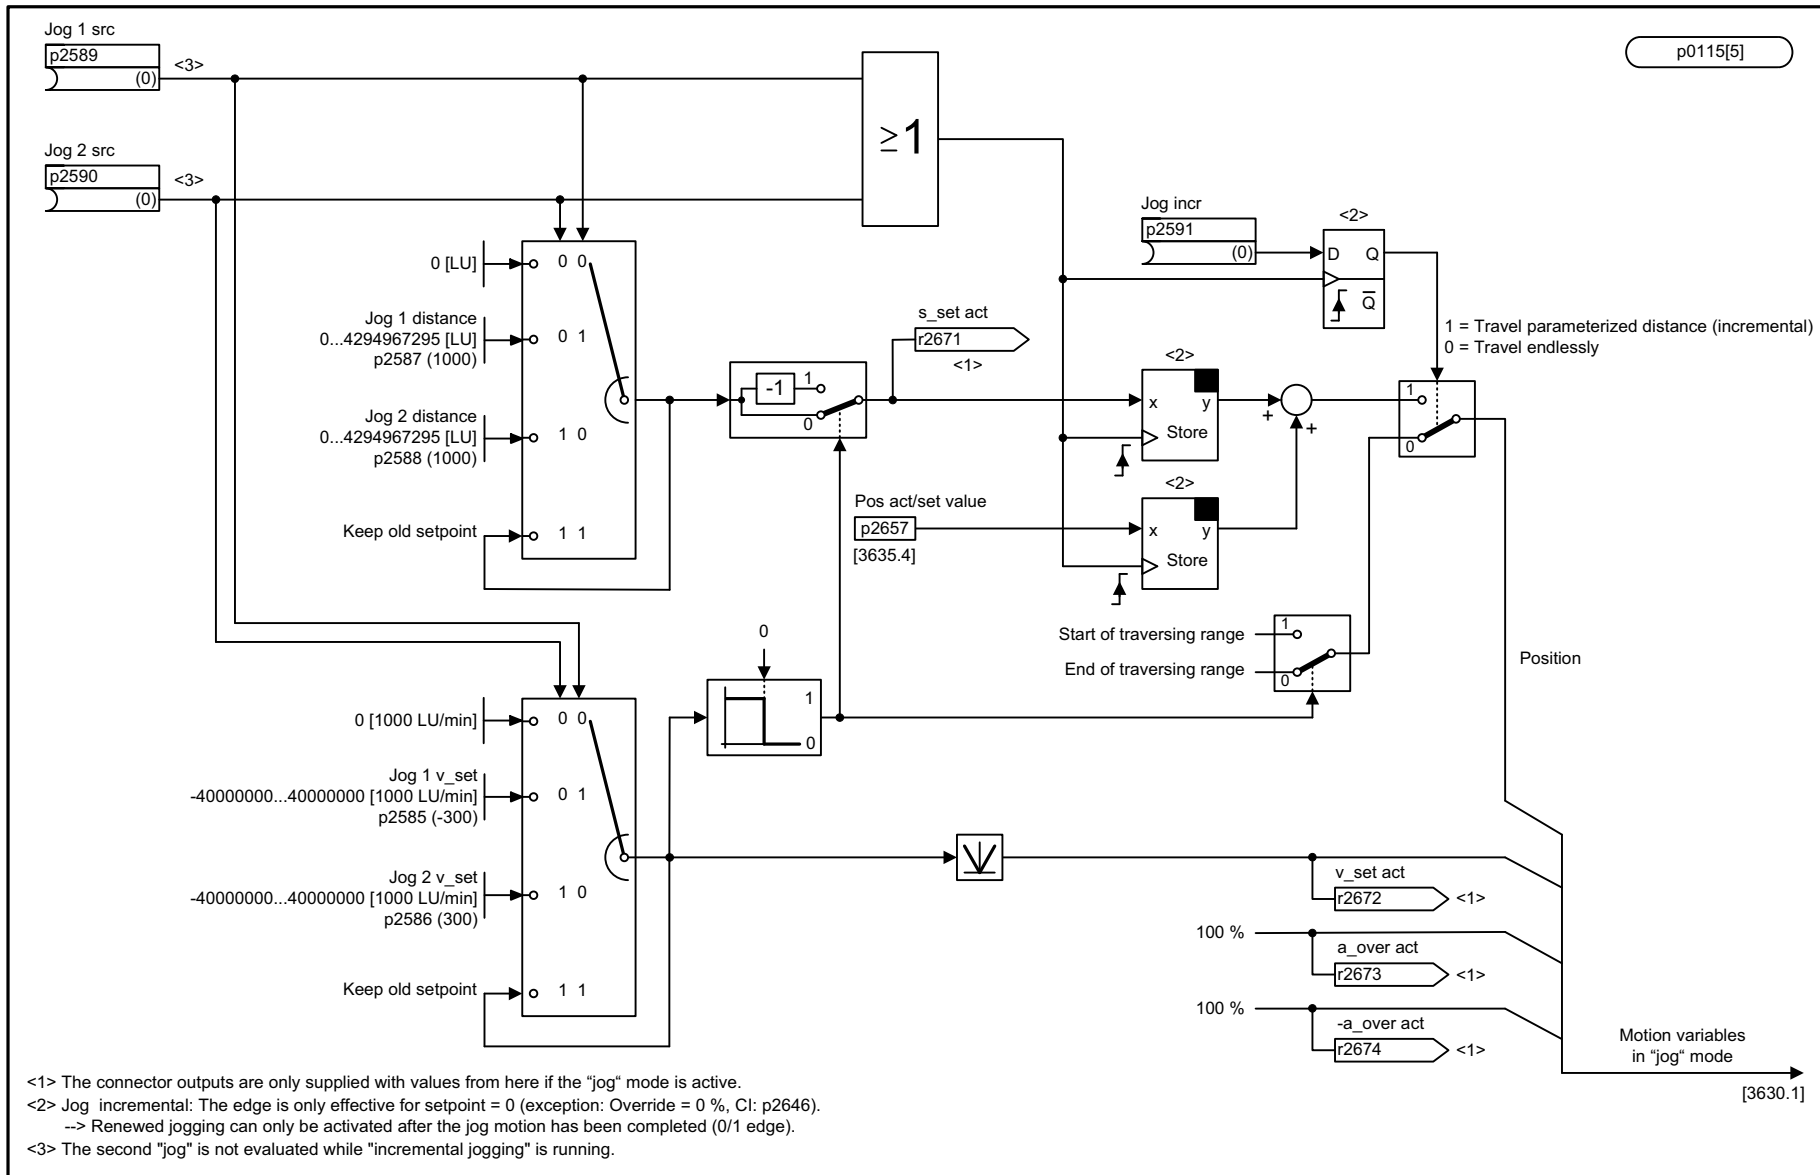 Jog 1 src
p2589
(0)
<3>
p0115[5]
Jog 2 src
p2590
(0)
<3>
≥1
Jog incr
p2591
(0)
<2>
D Q
Q̅
0 [LU]
0 0
Jog 1 distance
0...4294967295 [LU]
p2587 (1000)
0 1
Jog 2 distance
0...4294967295 [LU]
p2588 (1000)
1 0
Keep old setpoint
1 1
-1
1
0
s_set act
r2671
<1>
1 = Travel parameterized distance (incremental)
0 = Travel endlessly
<2>
x y
Store
+
+
1
0
Pos act/set value
p2657
[3635.4]
<2>
x y
Store
Start of traversing range
1
End of traversing range
0
Position
0
1
0
0 [1000 LU/min]
0 0
Jog 1 v_set
-40000000...40000000 [1000 LU/min]
p2585 (-300)
0 1
Jog 2 v_set
-40000000...40000000 [1000 LU/min]
p2586 (300)
1 0
Keep old setpoint
1 1
v_set act
r2672
<1>
100 %
a_over act
r2673
<1>
100 %
-a_over act
r2674
<1>
Motion variables
in “jog“ mode
[3630.1]
<1> The connector outputs are only supplied with values from here if the “jog“ mode is active.
<2> Jog incremental: The edge is only effective for setpoint = 0 (exception: Override = 0 %, CI: p2646).
--> Renewed jogging can only be activated after the jog motion has been completed (0/1 edge).
<3> The second "jog" is not evaluated while "incremental jogging" is running.